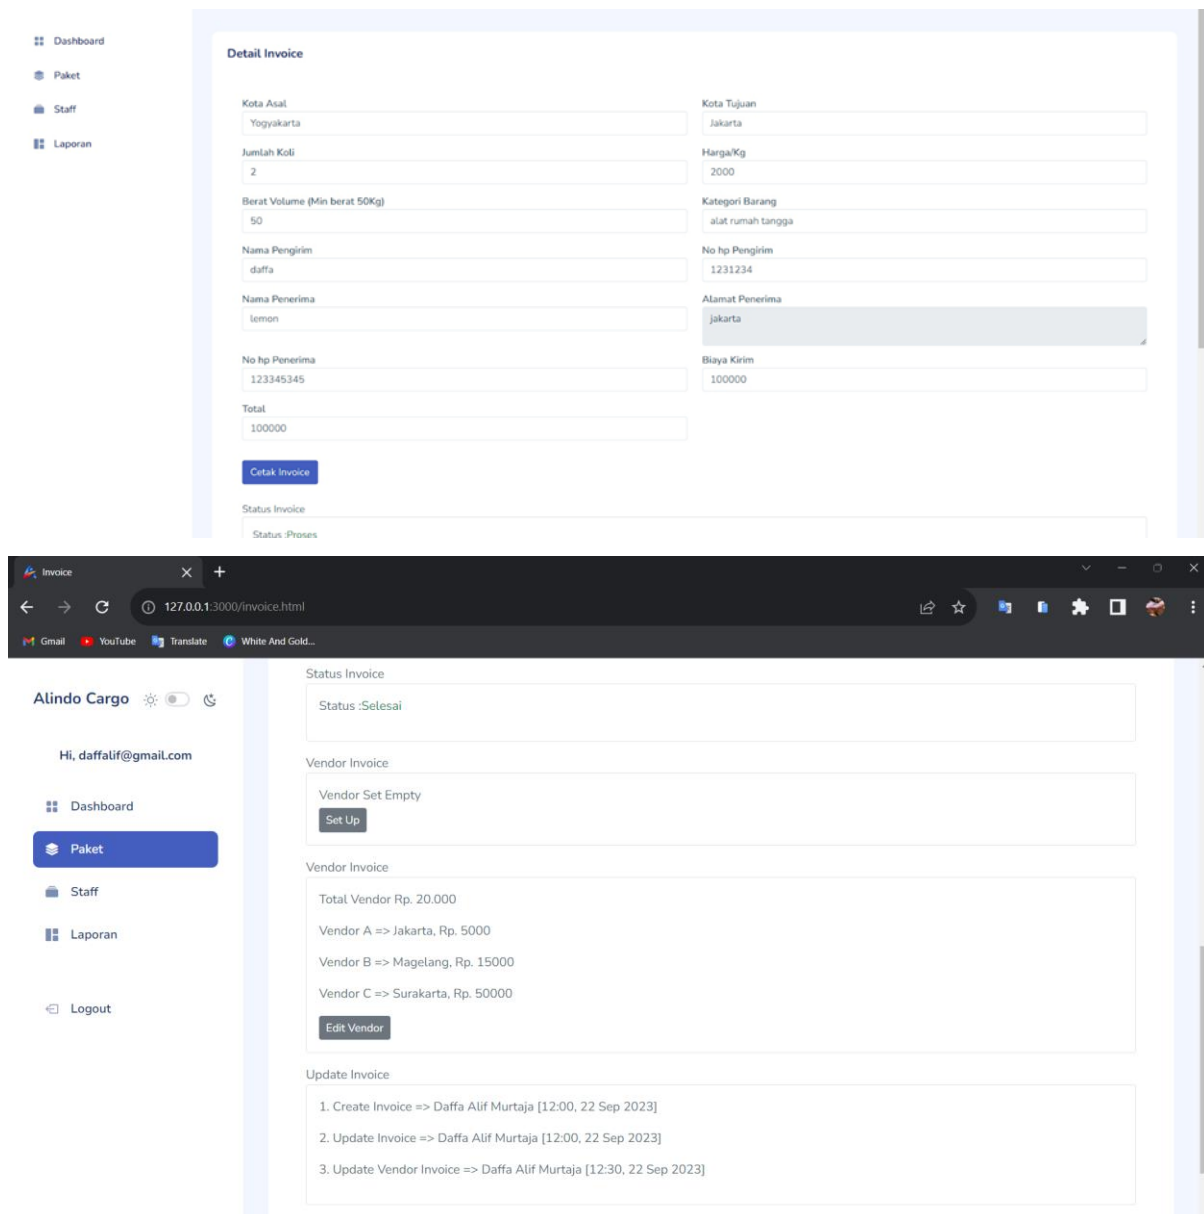 Dashboard
Paket
Staff
Laporan
Detail Invoice
Kota Asal
Yogyakarta
Kota Tujuan
Jakarta
Jumlah Koli
2
Harga/Kg
2000
Berat Volume (Min berat 50Kg)
50
Kategori Barang
alat rumah tangga
Nama Pengirim
daffa
No hp Pengirim
1231234
Nama Penerima
lemon
Alamat Penerima
jakarta
No hp Penerima
123345345
Biaya Kirim
100000
Total
100000
Cetak Invoice
Status Invoice
Status :Proses
Invoice
127.0.0.1:3000/invoice.html
Gmail YouTube Translate White And Gold...
Alindo Cargo
Hi, daffalif@gmail.com
Dashboard
Paket
Staff
Laporan
Logout
Status Invoice
Status :Selesai
Vendor Invoice
Vendor Set Empty
Set Up
Vendor Invoice
Total Vendor Rp. 20.000
Vendor A => Jakarta, Rp. 5000
Vendor B => Magelang, Rp. 15000
Vendor C => Surakarta, Rp. 50000
Edit Vendor
Update Invoice
1. Create Invoice => Daffa Alif Murtaja [12:00, 22 Sep 2023]
2. Update Invoice => Daffa Alif Murtaja [12:00, 22 Sep 2023]
3. Update Vendor Invoice => Daffa Alif Murtaja [12:30, 22 Sep 2023]